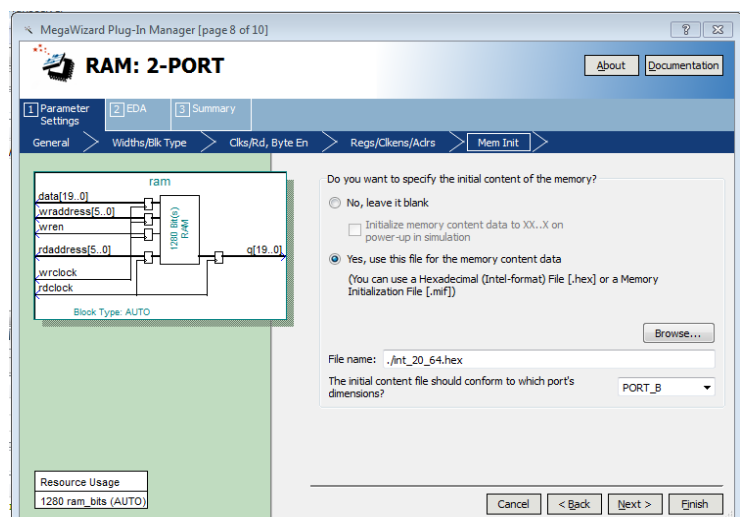 MegaWizard Plug-In Manager [page 8 of 10]
RAM: 2-PORT
About
Documentation
1 Parameter Settings
2 EDA
3 Summary
General
Widths/Blk Type
Clks/Rd, Byte En
Regs/Clkens/Adrs
Mem Init
ram
data[19..0]
wraddress[5..0]
wren
rdaddress[5..0]
q[19..0]
wrclock
rdclock
1280 Bit(s)
RAM
Block Type: AUTO
Do you want to specify the initial content of the memory?
No, leave it blank
Initialize memory content data to XX..X on
power-up in simulation
Yes, use this file for the memory content data
(You can use a Hexadecimal (Intel-format) File [.hex] or a Memory
Initialization File [.mif])
Browse...
File name: ./int_20_64.hex
The initial content file should conform to which port's
dimensions?
PORT_B
Resource Usage
1280 ram_bits (AUTO)
Cancel
< Back
Next >
Finish